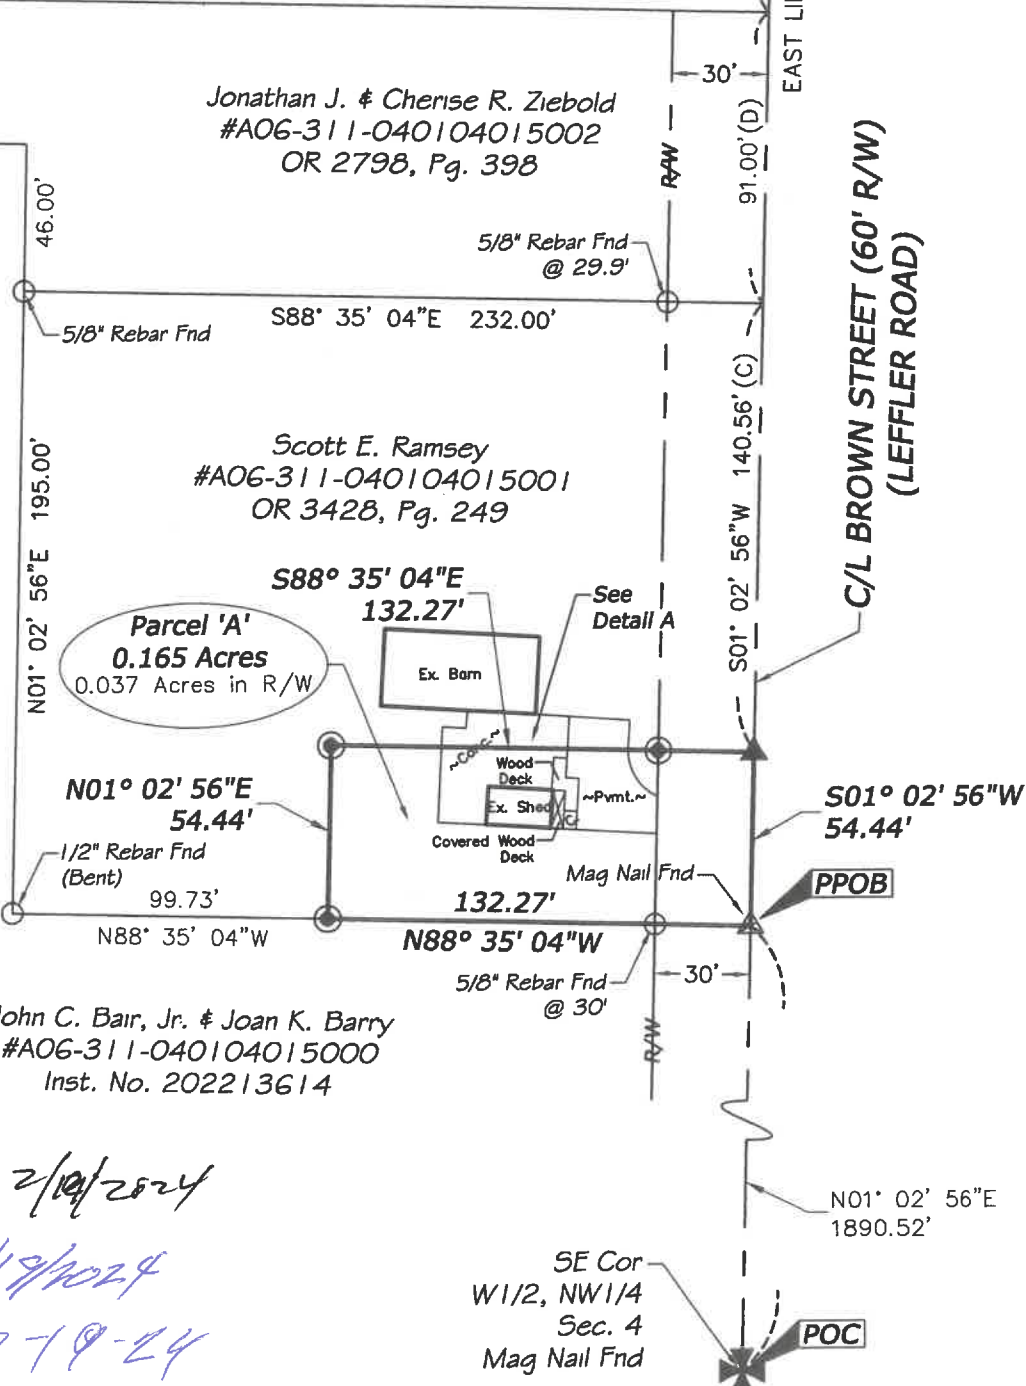 EAST LI
30'
Jonathan J. & Cherise R. Ziebold
#A06-311-040104015002
OR 2798, Pg. 398
R/W
91.00'(D)
46.00'
5/8" Rebar Fnd
@ 29.9'
C/L BROWN STREET (60' R/W)
(LEFFLER ROAD)
5/8" Rebar Fnd
S88° 35' 04"E 232.00'
S01° 02' 56"W 140.56'(C)
N01° 02' 56"E 195.00'
Scott E. Ramsey
#A06-311-040104015001
OR 3428, Pg. 249
S88° 35' 04"E
132.27'
See
Detail A
Parcel 'A'
0.165 Acres
0.037 Acres in R/W
Ex. Barn
~Conc.~
Wood
Deck
Ex. Shed
~Pvmt.~
Covered Wood
Deck
N01° 02' 56"E
54.44'
S01° 02' 56"W
54.44'
1/2" Rebar Fnd
(Bent)
Mag Nail Fnd
PPOB
99.73'
N88° 35' 04"W
132.27'
N88° 35' 04"W
5/8" Rebar Fnd
@ 30'
30'
R/W
ohn C. Bair, Jr. & Joan K. Barry
#A06-311-040104015000
Inst. No. 202213614
2/19/2024
/19/2024
-19-24
N01° 02' 56"E
1890.52'
SE Cor
W1/2, NW1/4
Sec. 4
Mag Nail Fnd
POC